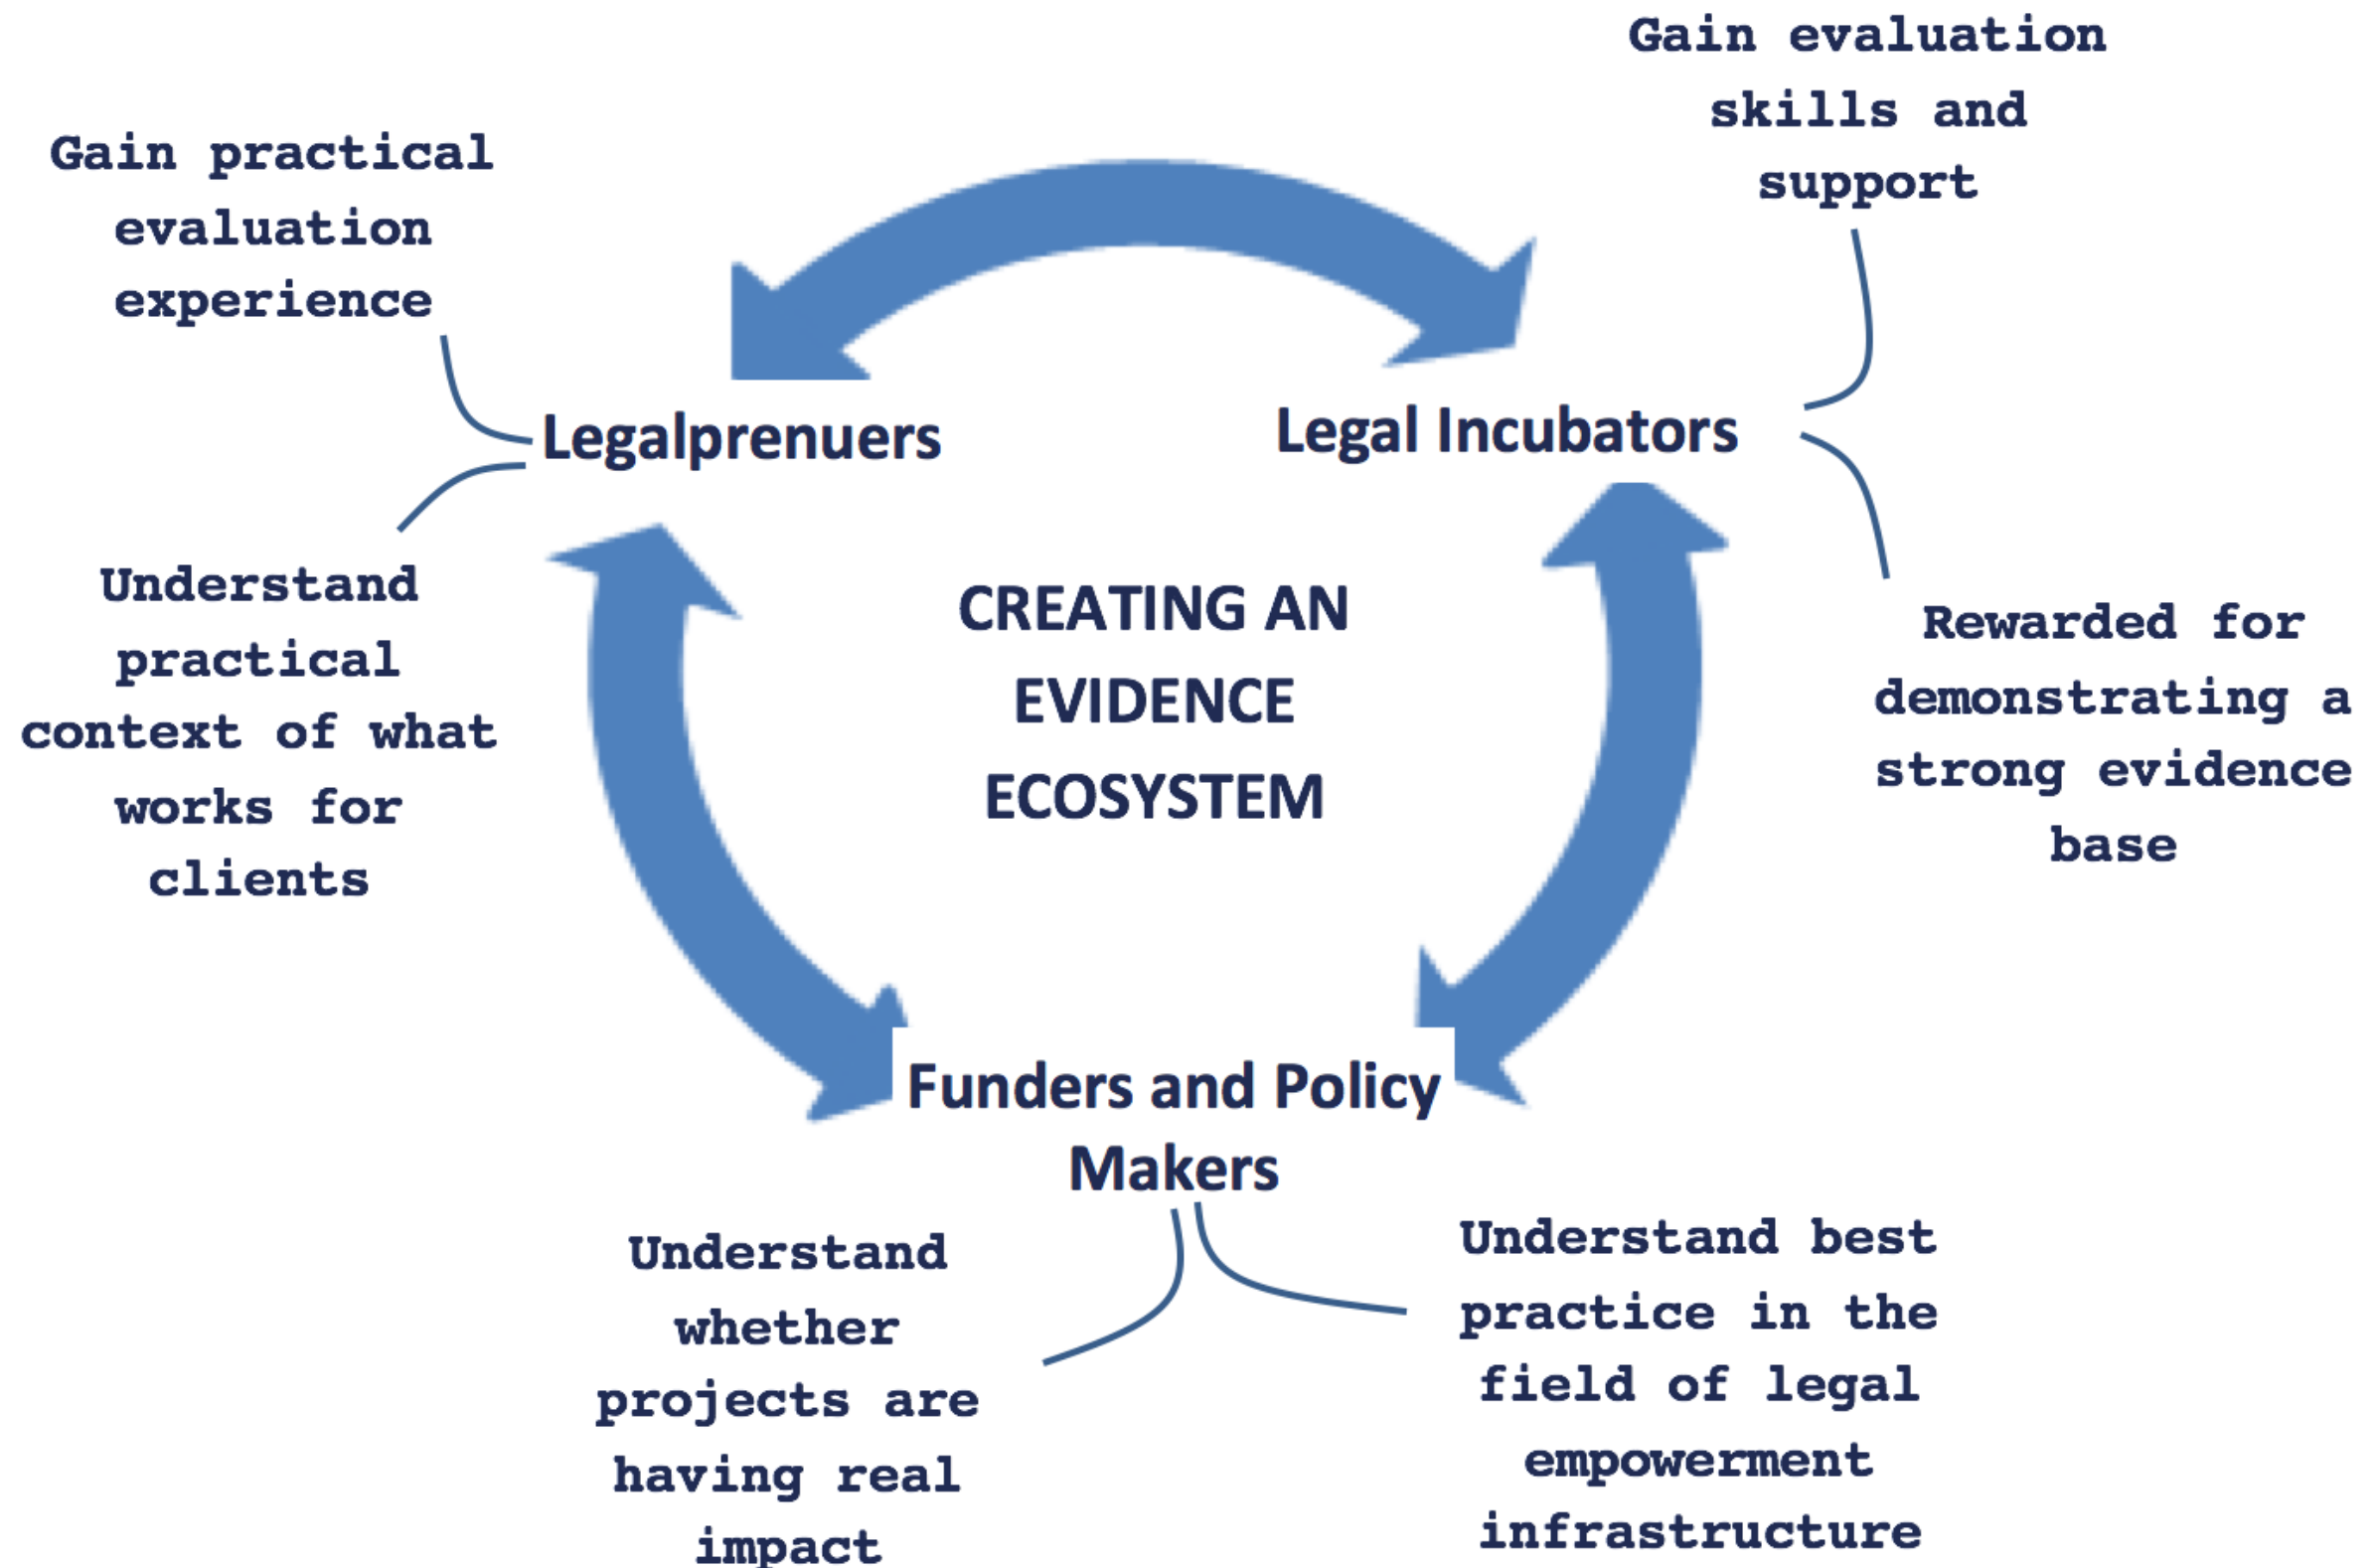 Gain practical
evaluation
experience
Gain evaluation
skills and
support
Legalprenuers
Legal Incubators
Understand
practical
context of what
works for
clients
CREATING AN
EVIDENCE
ECOSYSTEM
Rewarded for
demonstrating a
strong evidence
base
Funders and Policy
Makers
Understand
whether
projects are
having real
impact
Understand best
practice in the
field of legal
empowerment
infrastructure